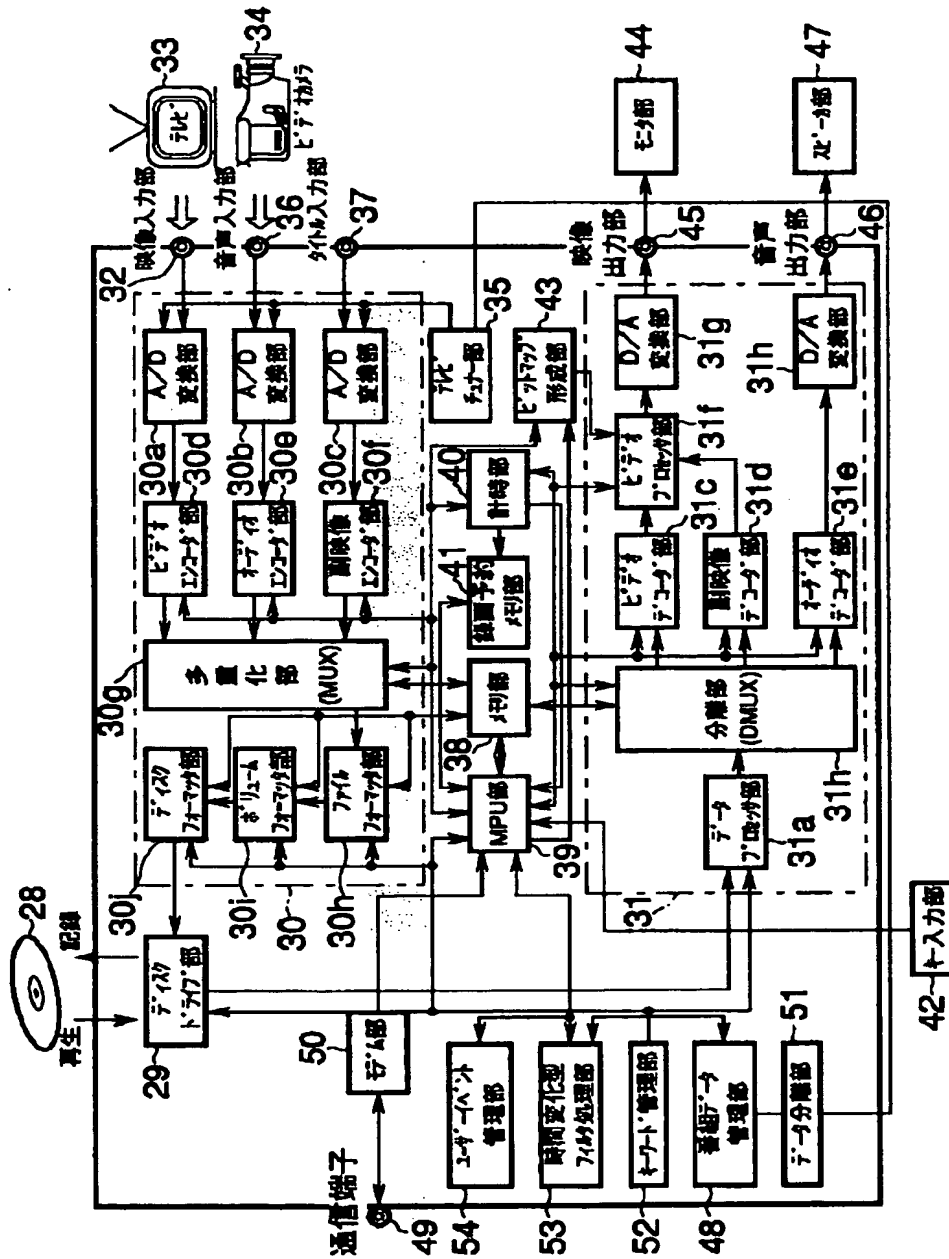 28
再生
記録
29
ディスク
ドライブ部
30j
ディスク
フォーマッタ部
30i
ボリューム
フォーマッタ部
30
30h
ファイル
フォーマッタ部
30g
多重化部
(MUX)
30d
ビデオ
エンコーダ部
30e
オーディオ
エンコーダ部
30f
副映像
エンコーダ部
30a
A/D
変換部
30b
A/D
変換部
30c
A/D
変換部
32
映像入力部
音声入力部
36
タイトル入力部
37
33
テレビ
34
ビデオカメラ
通信端子
49
50
モデム部
38
メモリ部
MPU部
39
41
録画予約
メモリ部
40
計時部
35
テレビ
チューナー部
43
ビットマップ
形成部
54
ユーザーイベント
管理部
53
時間変化型
フィルタ処理部
52
キーワード管理部
48
番組データ
管理部
51
データ分離部
42
キー入力部
31
31a
データ
プロセッサ部
分離部
(DMUX)
31h
31c
ビデオ
デコーダ部
31d
副映像
デコーダ部
31e
オーディオ
デコーダ部
31f
ビデオ
プロセッサ部
31g
D/A
変換部
31h
D/A
変換部
映像
出力部
45
音声
出力部
46
44
モニタ部
47
スピーカ部